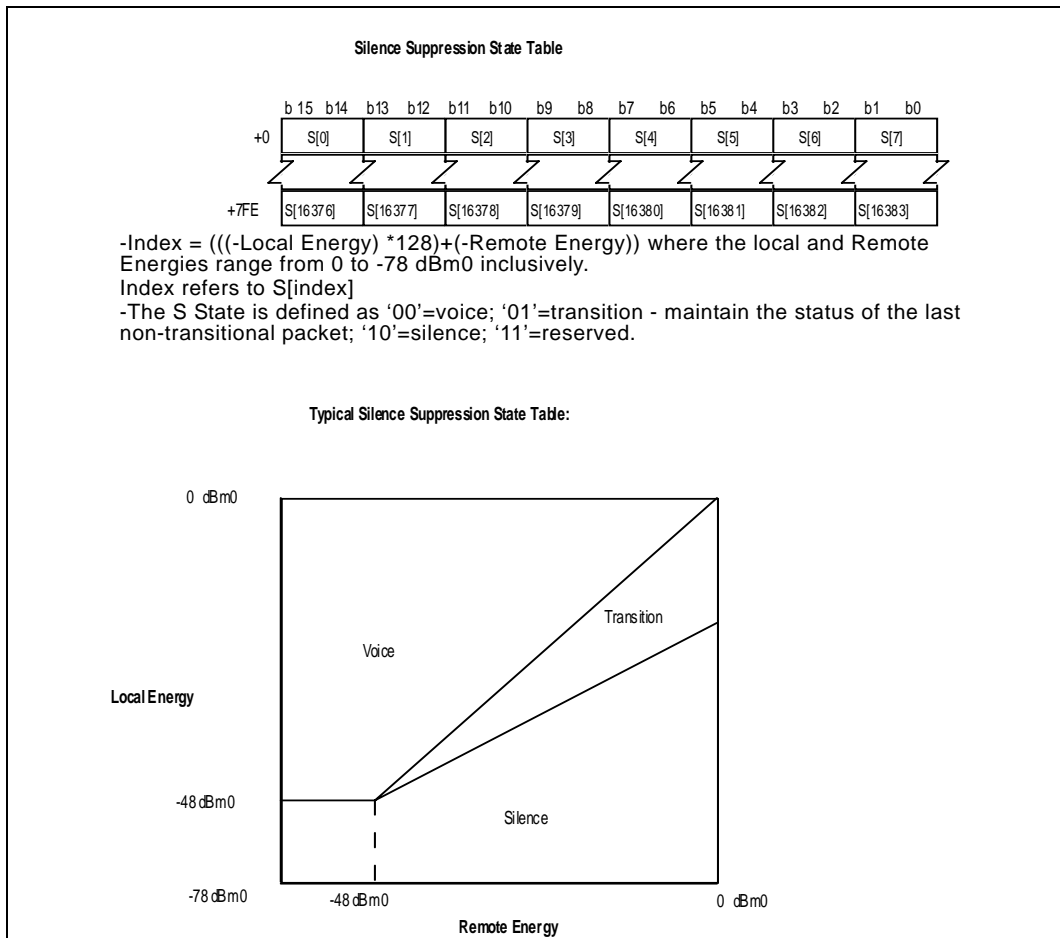 Silence Suppression State Table
b 15 b14 b13 b12 b11 b10 b9 b8 b7 b6 b5 b4 b3 b2 b1 b0
+0 S[0] S[1] S[2] S[3] S[4] S[5] S[6] S[7]
+7FE S[16376] S[16377] S[16378] S[16379] S[16380] S[16381] S[16382] S[16383]
-Index = (((-Local Energy) *128)+(-Remote Energy)) where the local and Remote
Energies range from 0 to -78 dBm0 inclusively.
Index refers to S[index]
-The S State is defined as ‘00’=voice; ‘01’=transition - maintain the status of the last
non-transitional packet; ‘10’=silence; ‘11’=reserved.
Typical Silence Suppression State Table:
0 dBm0
Transition
Voice
Local Energy
-48 dBm0
Silence
-78 dBm0
-48 dBm0
0 dBm0
Remote Energy